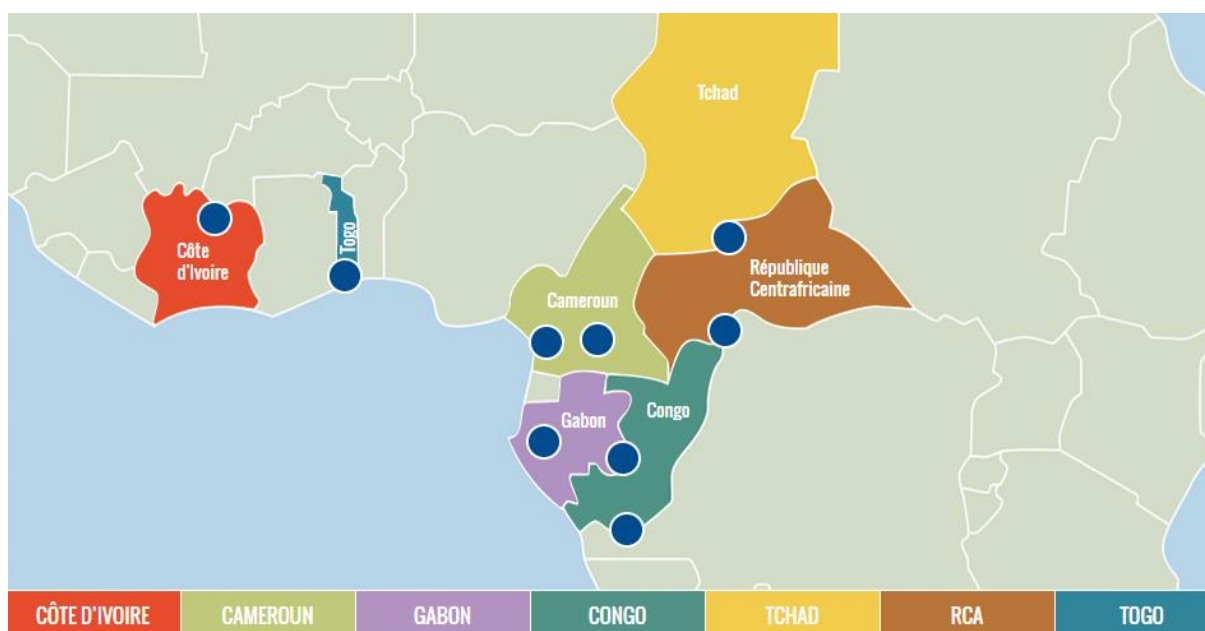 Tchad
Togo
Côte
d'Ivoire
République
Centrafricaine
Cameroun
Gabon
Congo
CÔTE D'IVOIRE
CAMEROUN
GABON
CONGO
TCHAD
RCA
TOGO